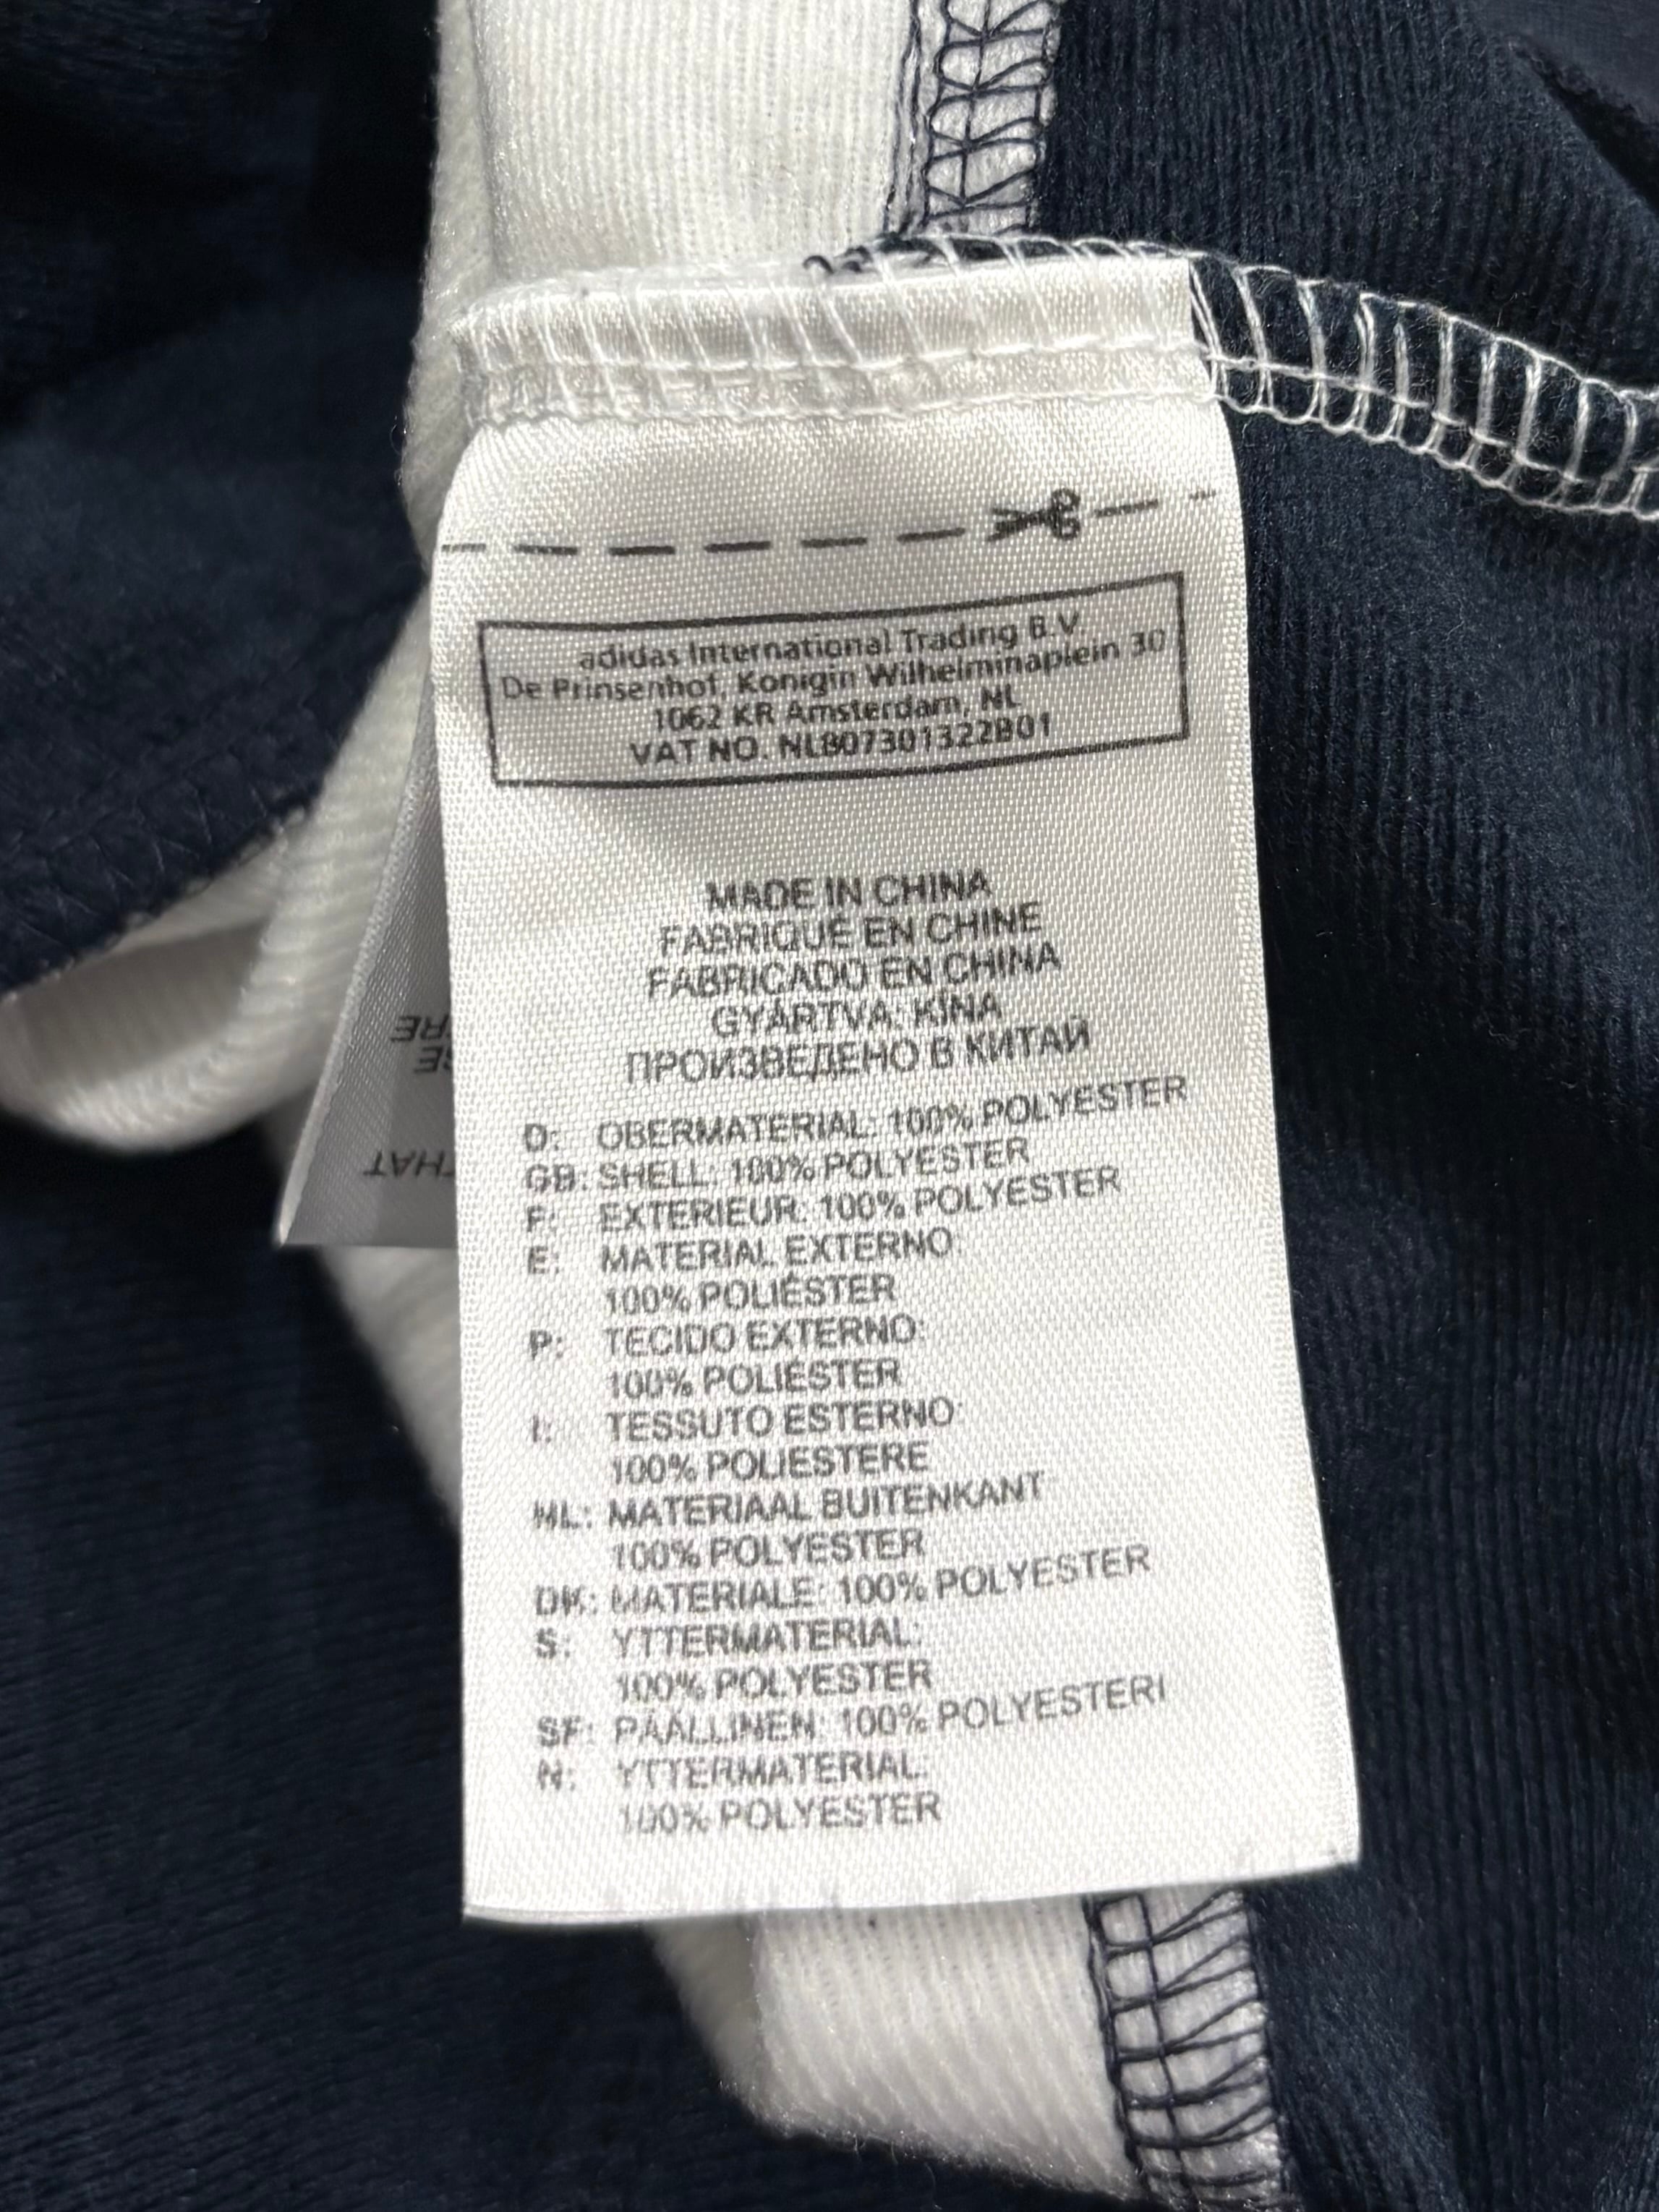 adidas International Trading B.V.
De Prinsenhof, Konigin Wilhelminaplein 30
1062 KR Amsterdam, NL
VAT NO. NL807301322B01
MADE IN CHINA
FABRIQUÉ EN CHINE
FABRICADO EN CHINA
GYÁRTVA: KÍNA
ПРОИЗВЕДЕНО В КИТАЙ
D: OBERMATERIAL: 100% POLYESTER
GB: SHELL: 100% POLYESTER
F: EXTERIEUR: 100% POLYESTER
E: MATERIAL EXTERNO:
100% POLIÉSTER
P: TECIDO EXTERNO:
100% POLIÉSTER
I: TESSUTO ESTERNO:
100% POLIESTERE
NL: MATERIAAL BUITENKANT
100% POLYESTER
DK: MATERIALE: 100% POLYESTER
S: YTTERMATERIAL:
100% POLYESTER
SF: PÄÄLLINEN: 100% POLYESTERI
N: YTTERMATERIAL:
100% POLYESTER
THAT